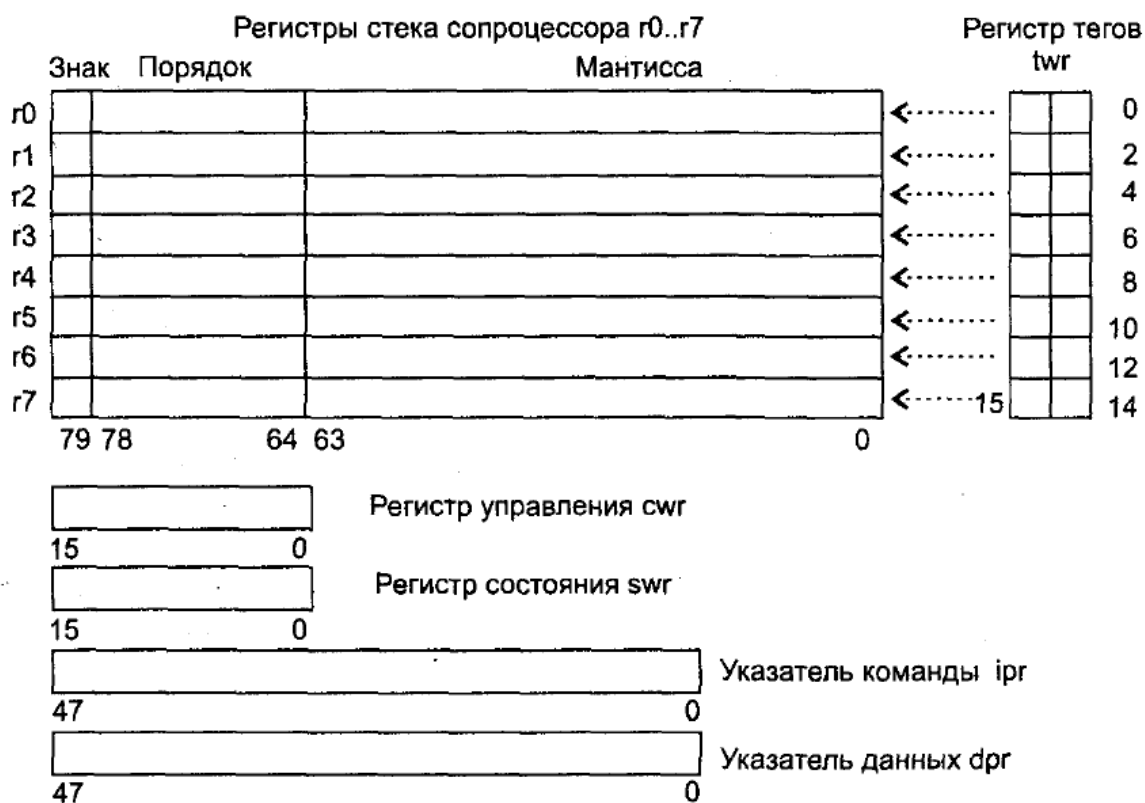 Регистры стека сопроцессора r0..r7
Регистр тегов
twr
Знак Порядок Мантисса
r0 0
r1 2
r2 4
r3 6
r4 8
r5 10
r6 12
r7 15 14
79 78 64 63 0
Регистр управления cwr
15 0
Регистр состояния swr
15 0
Указатель команды ipr
47 0
Указатель данных dpr
47 0